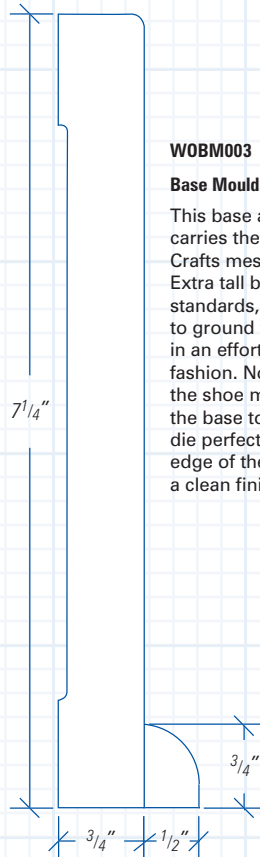 WOBM003
Base Mould
This base a
carries the
Crafts mes
Extra tall b
standards,
to ground
in an effort
fashion. No
the shoe m
the base to
die perfect
edge of the
a clean fini
7 1/4"
3/4"
3/4"
1/2"